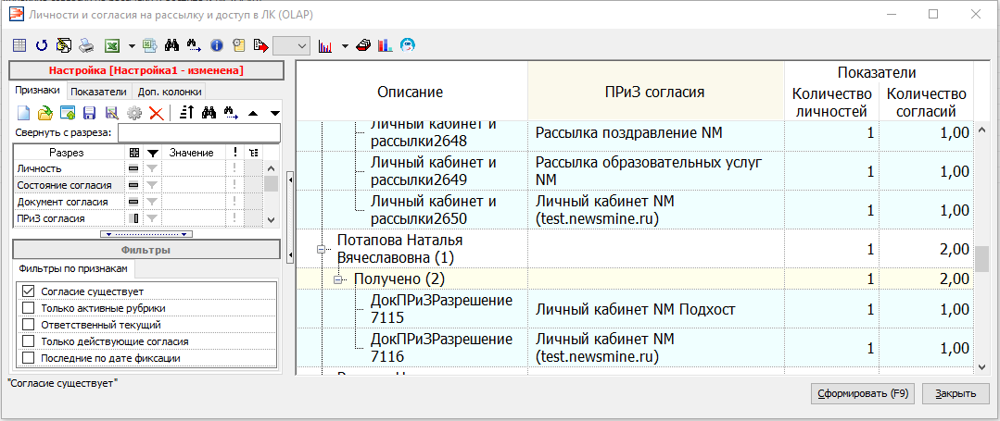 Личности и согласия на рассылку и доступ в ЛК (OLAP)
Настройка [Настройка1 - изменена]
Признаки Показатели Доп. колонки
Свернуть с разреза:
Разрез Значение !
Личность
Состояние согласия
Документ согласия
ПРиЗ согласия
Фильтры
Фильтры по признакам
Согласие существует
Только активные рубрики
Ответственный текущий
Только действующие согласия
Последние по дате фиксации
"Согласие существует"
Описание ПРиЗ согласия Показатели
Количество личностей Количество согласий
Личный кабинет и
рассылки2648 Рассылка поздравление NM 1 1,00
Личный кабинет и Рассылка образовательных услуг
рассылки2649 NM 1 1,00
Личный кабинет и Личный кабинет NM
рассылки2650 (test.newsmine.ru) 1 1,00
Потапова Наталья
Вячеславовна (1) 1 2,00
Получено (2) 1 2,00
ДокПРиЗРазрешение
7115 Личный кабинет NM Подхост 1 1,00
ДокПРиЗРазрешение Личный кабинет NM
7116 (test.newsmine.ru) 1 1,00
Сформировать (F9) Закрыть